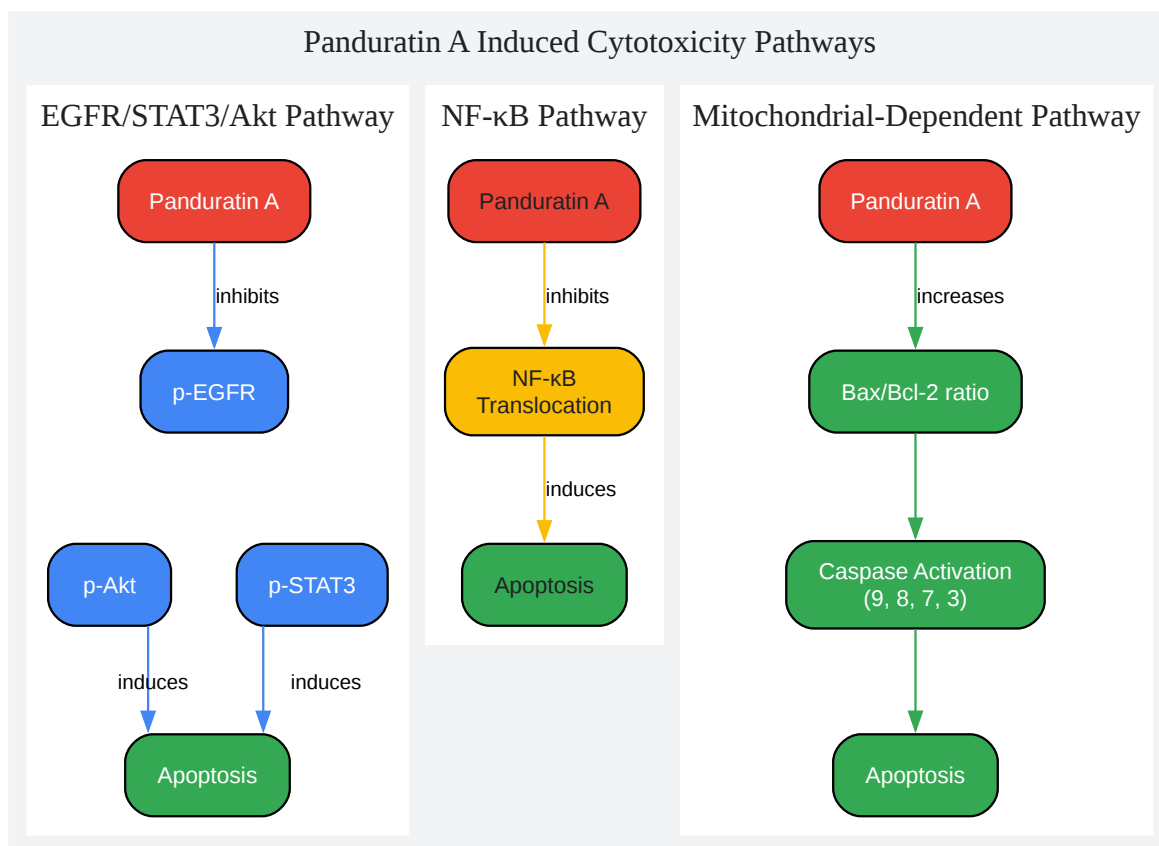 Panduratin A Induced Cytotoxicity Pathways
EGFR/STAT3/Akt Pathway
Panduratin A
inhibits
p-EGFR
p-Akt
p-STAT3
induces
induces
Apoptosis
NF-κB Pathway
Panduratin A
inhibits
NF-κB
Translocation
induces
Apoptosis
Mitochondrial-Dependent Pathway
Panduratin A
increases
Bax/Bcl-2 ratio
Caspase Activation
(9, 8, 7, 3)
Apoptosis